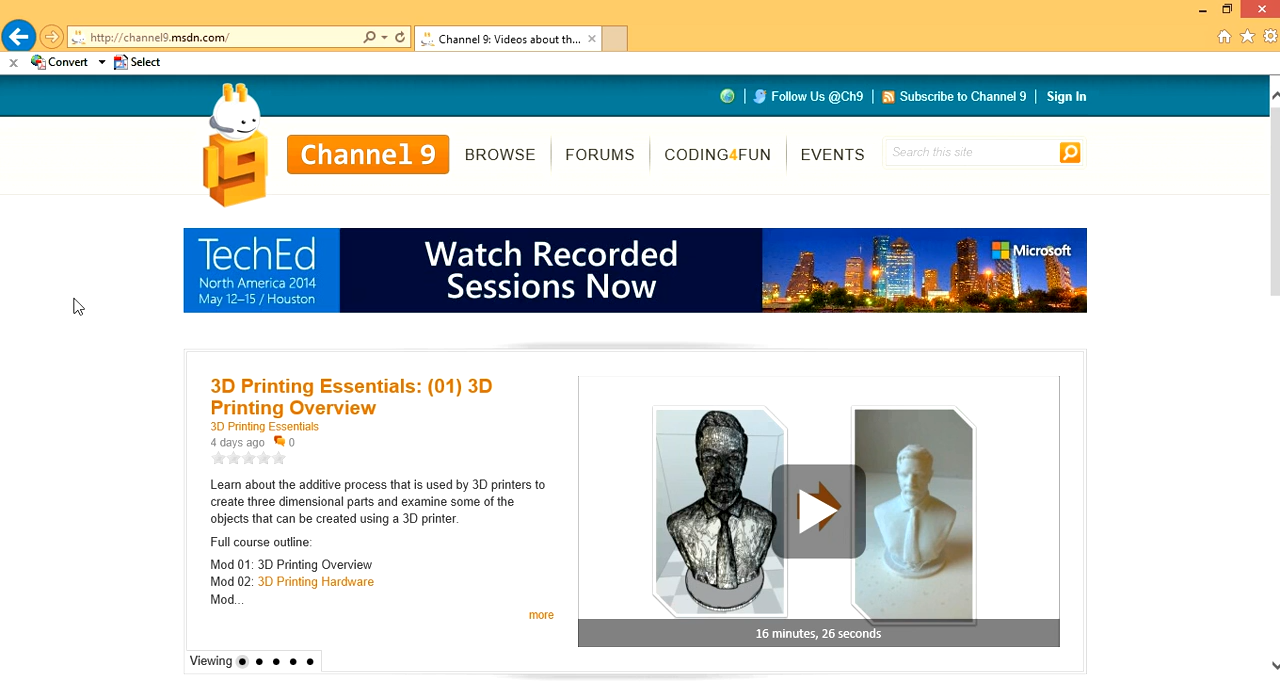 http://channel9.msdn.com/
Channel 9: Videos about th...
Convert
Select
Follow Us @Ch9
Subscribe to Channel 9
Sign In
9
Channel 9
BROWSE
FORUMS
CODING4FUN
EVENTS
Search this site
TechEd
North America 2014
May 12–15 / Houston
Watch Recorded
Sessions Now
Microsoft
3D Printing Essentials: (01) 3D
Printing Overview
3D Printing Essentials
4 days ago 0
Learn about the additive process that is used by 3D printers to
create three dimensional parts and examine some of the
objects that can be created using a 3D printer.
Full course outline:
Mod 01: 3D Printing Overview
Mod 02: 3D Printing Hardware
Mod...
more
16 minutes, 26 seconds
Viewing